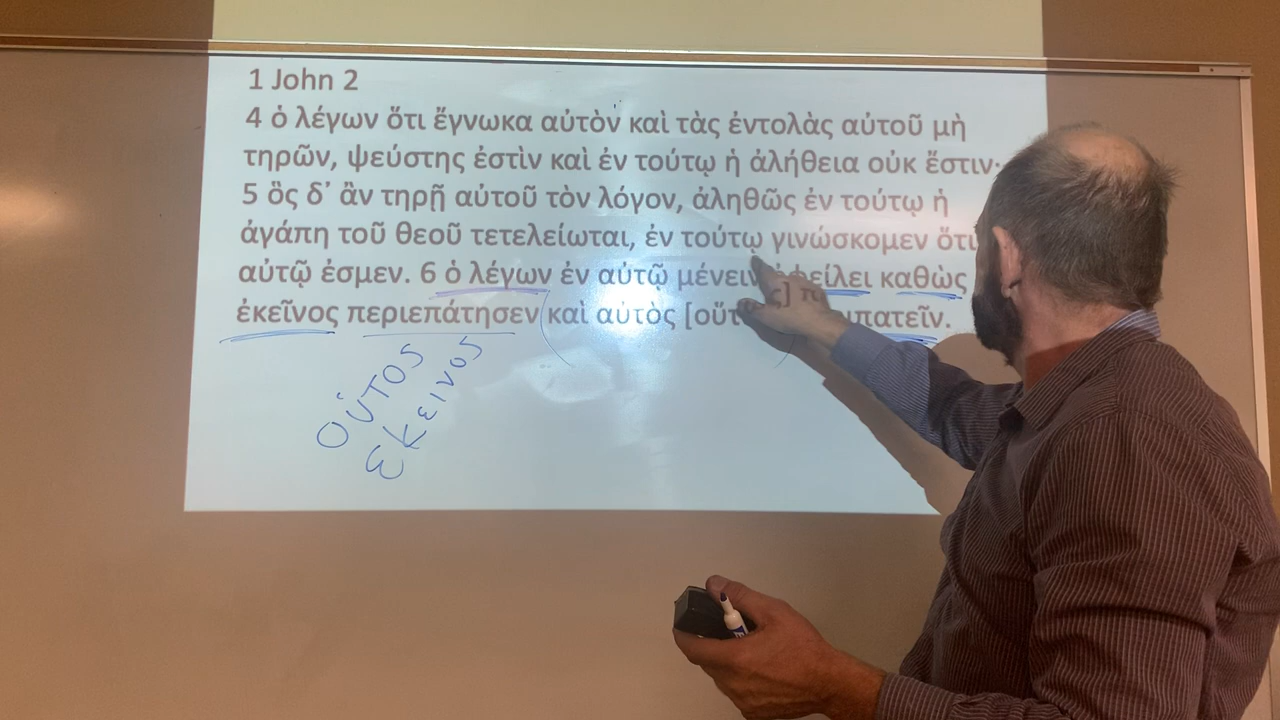 1 John 2
4 ὁ λέγων ὅτι ἔγνωκα αὐτὸν καὶ τὰς ἐντολὰς αὐτοῦ μὴ
τηρῶν, ψεύστης ἐστὶν καὶ ἐν τούτῳ ἡ ἀλήθεια οὐκ ἔστιν·
5 ὃς δ᾽ ἂν τηρῇ αὐτοῦ τὸν λόγον, ἀληθῶς ἐν τούτῳ ἡ
ἀγάπη τοῦ θεοῦ τετελείωται, ἐν τούτῳ γινώσκομεν ὅτι
αὐτῷ ἐσμεν. 6 ὁ λέγων ἐν αὐτῷ μένειν ὀφείλει καθὼς
ἐκεῖνος περιεπάτησεν καὶ αὐτὸς
οὗτος
εκεινος